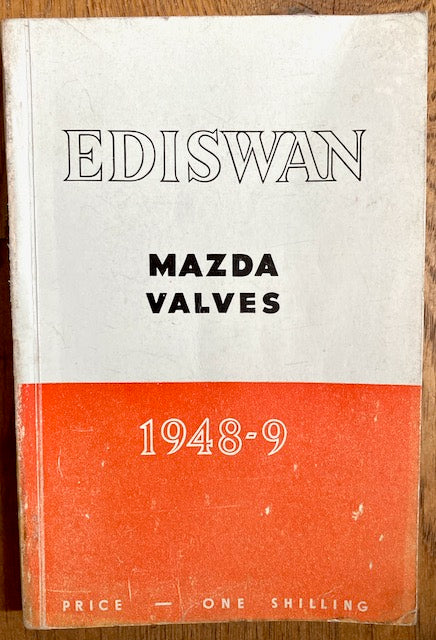 EDISWAN
MAZDA
VALVES
1948-9
PRICE — ONE SHILLING